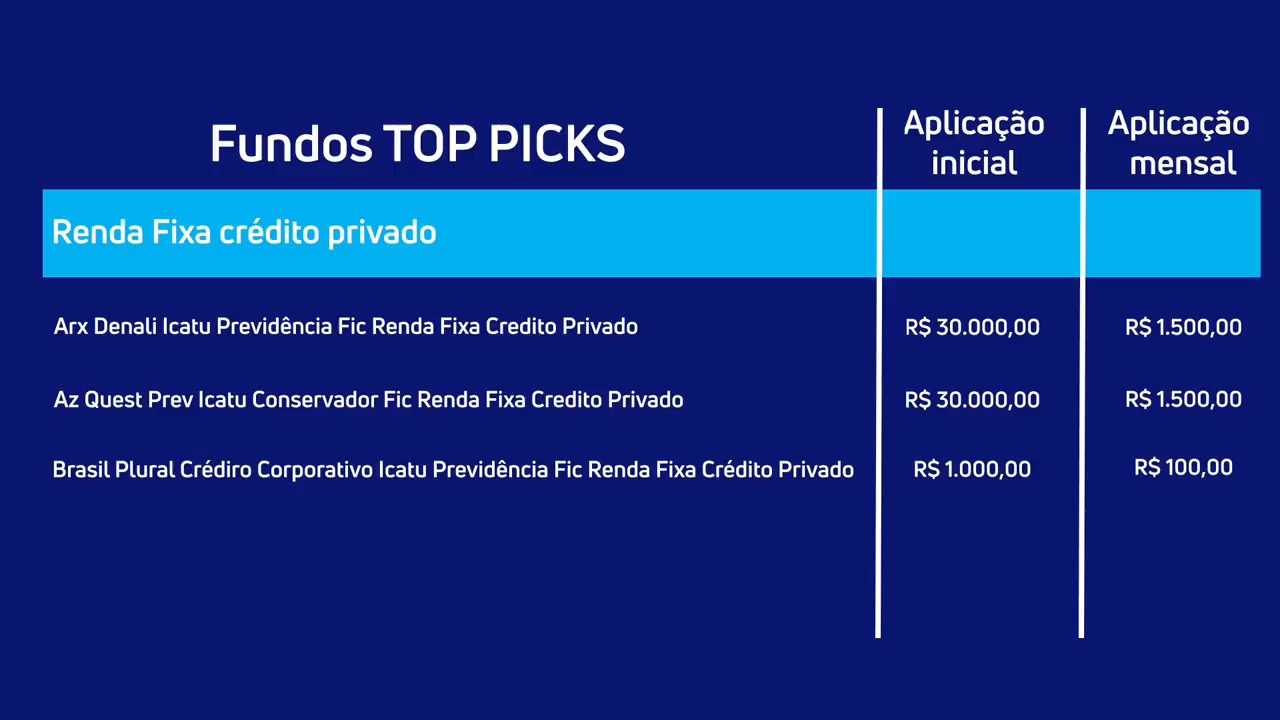 Fundos TOP PICKS
Aplicação
inicial
Aplicação
mensal
Renda Fixa crédito privado
Arx Denali Icatu Previdência Fic Renda Fixa Credito Privado R$ 30.000,00 R$ 1.500,00
Az Quest Prev Icatu Conservador Fic Renda Fixa Credito Privado R$ 30.000,00 R$ 1.500,00
Brasil Plural Crédiro Corporativo Icatu Previdência Fic Renda Fixa Crédito Privado R$ 1.000,00 R$ 100,00